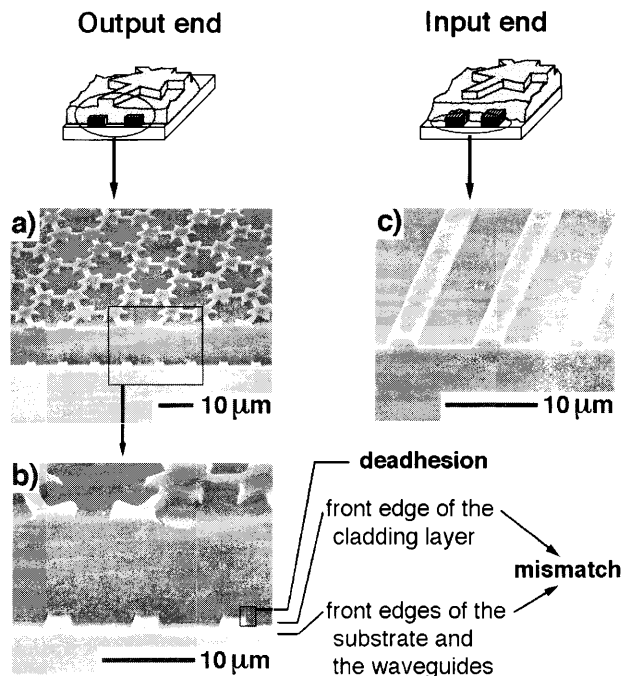 Output end
Input end
a)
c)
10 µm
10 µm
b)
deadhesion
front edge of the
cladding layer
mismatch
front edges of the
substrate and
the waveguides
10 µm